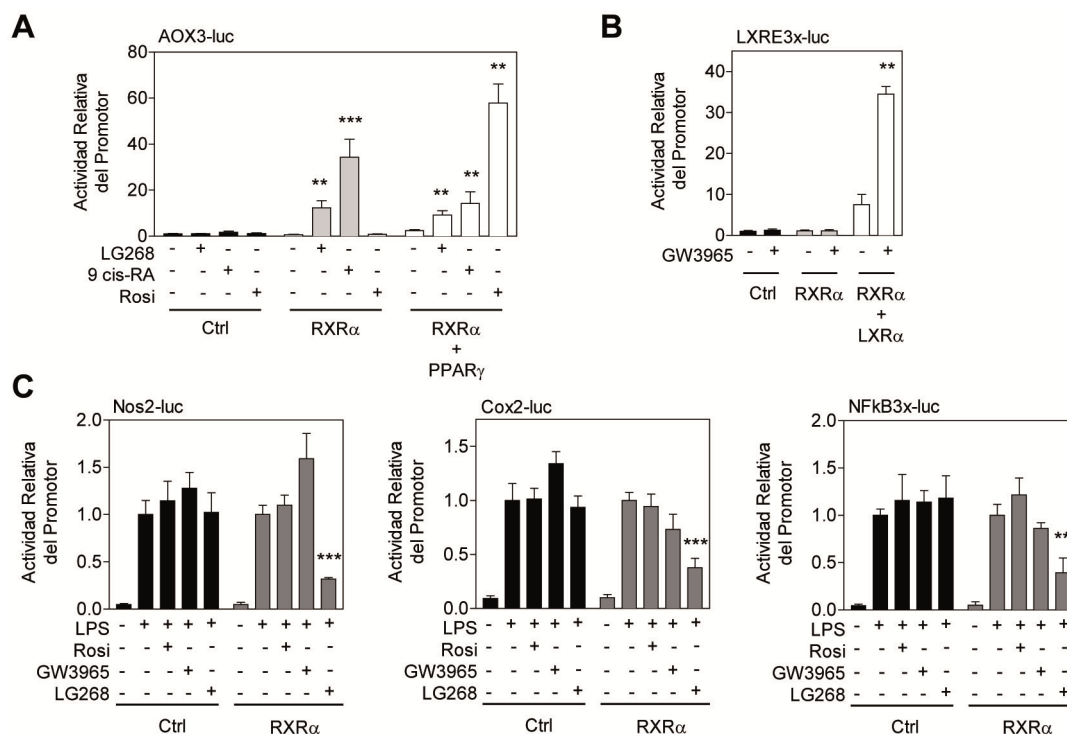 A
AOX3-luc
Actividad Relativa
del Promotor
80
60
40
20
0
** *** ** ** **
LG268 - + - - - + - - - + - -
9 cis-RA - - + - - - + - - - + -
Rosi - - - + - - - + - - - +
Ctrl RXRα RXRα
+
PPARγ
B
LXRE3x-luc
Actividad Relativa
del Promotor
40
30
20
10
0
**
GW3965 - + - + - +
Ctrl RXRα RXRα
+
LXRα
C
Nos2-luc
Actividad Relativa
del Promotor
2.0
1.5
1.0
0.5
0.0
***
LPS - + + + + - + + + +
Rosi - - + - - - - + - -
GW3965 - - - + - - - - + -
LG268 - - - - + - - - - +
Ctrl RXRα
Cox2-luc
Actividad Relativa
del Promotor
1.5
1.0
0.5
0.0
***
LPS - + + + + - + + + +
Rosi - - + - - - - + - -
GW3965 - - - + - - - - + -
LG268 - - - - + - - - - +
Ctrl RXRα
NFkB3x-luc
Actividad Relativa
del Promotor
2.0
1.5
1.0
0.5
0.0
**
LPS - + + + + - + + + +
Rosi - - + - - - - + - -
GW3965 - - - + - - - - + -
LG268 - - - - + - - - - +
Ctrl RXRα